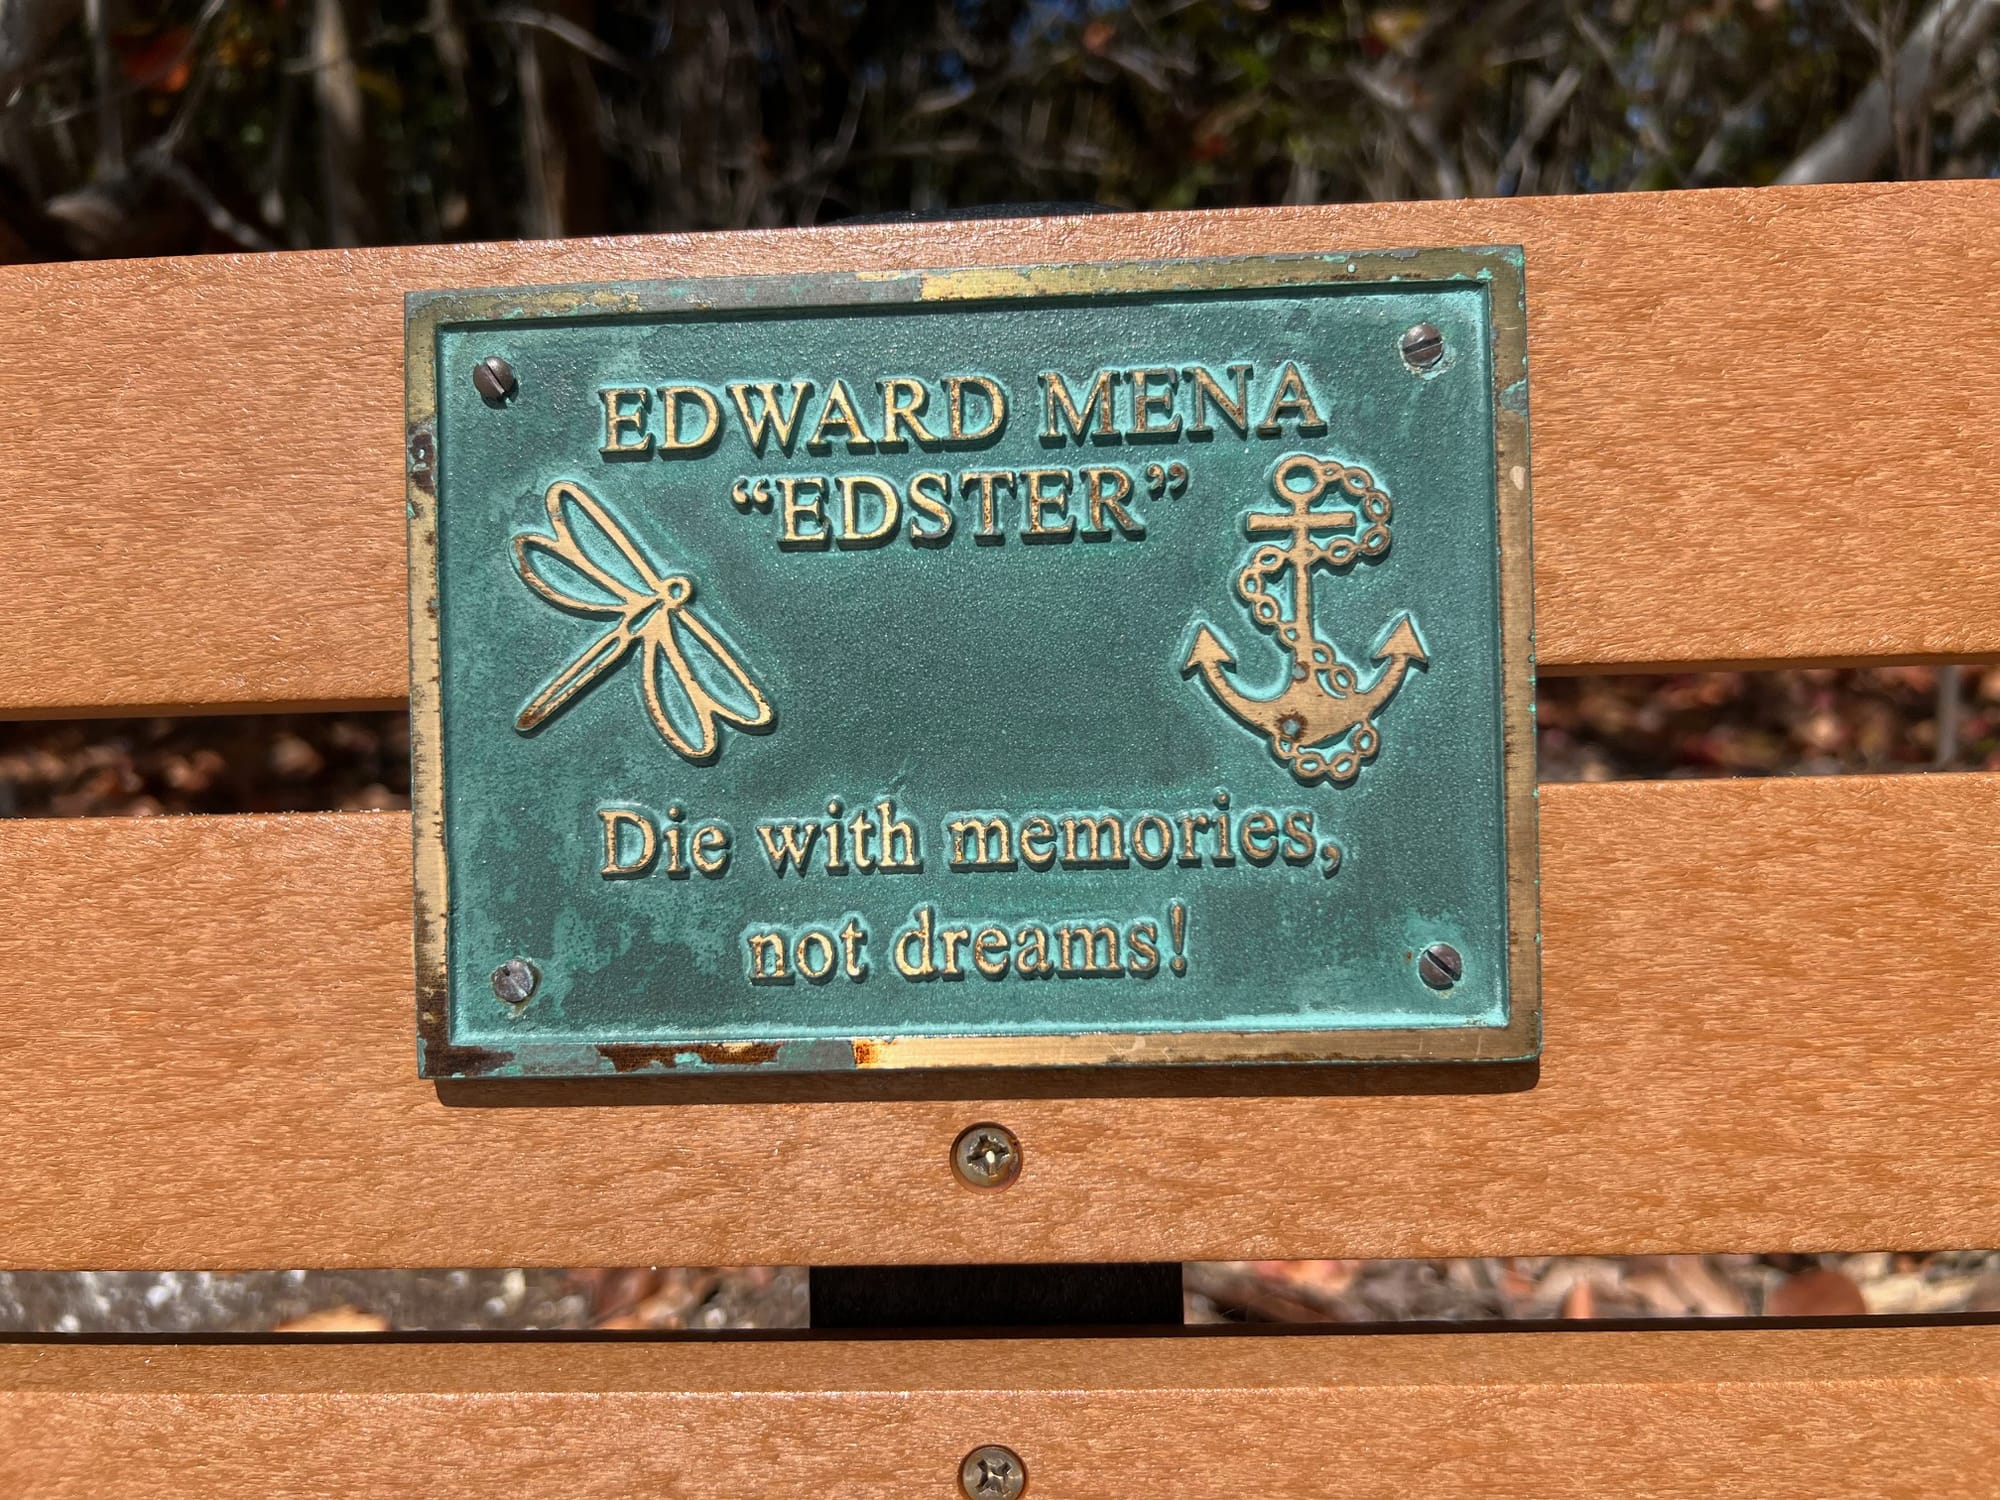 EDWARD MENA
“EDSTER”
Die with memories,
not dreams!